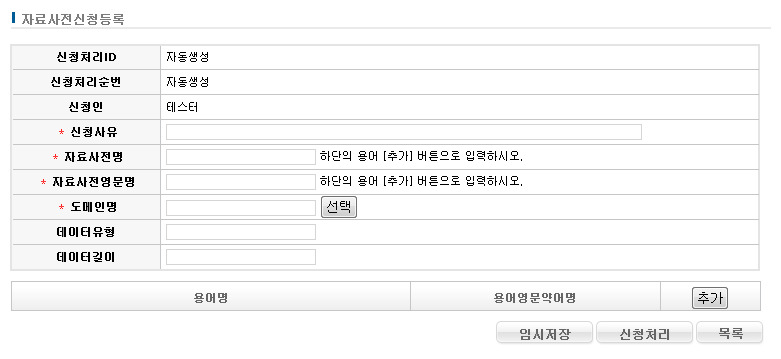 자료사전신청등록
신청처리ID 자동생성
신청처리순번 자동생성
신청인 테스터
* 신청사유
* 자료사전명 하단의 용어 [추가] 버튼으로 입력하시오.
* 자료사전영문명 하단의 용어 [추가] 버튼으로 입력하시오.
* 도메인명 선택
데이터유형
데이터길이
용어명 용어영문약어명 추가
임시저장 신청처리 목록